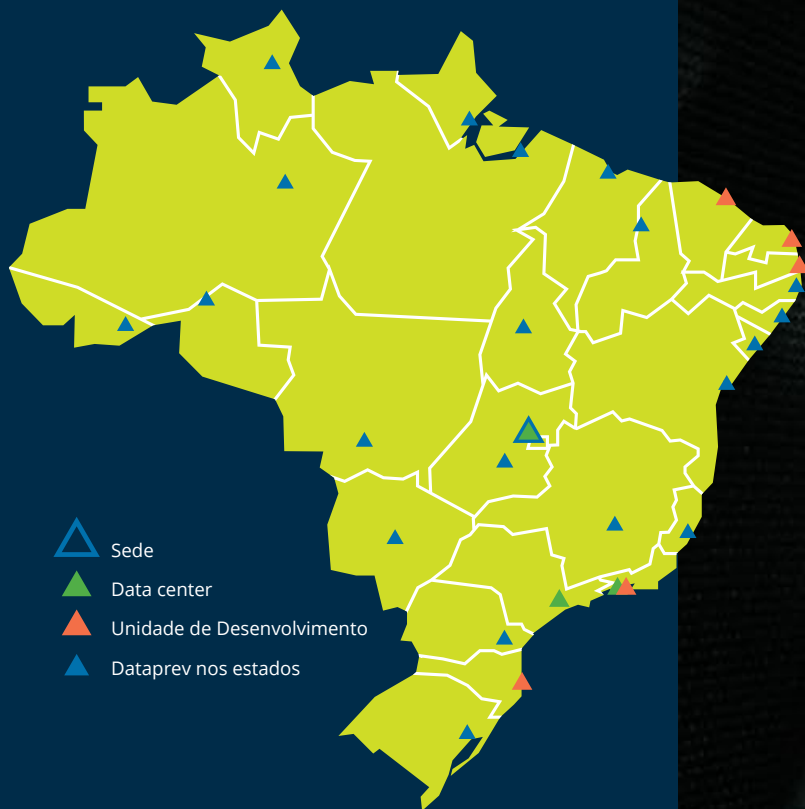 Sede
Data center
Unidade de Desenvolvimento
Dataprev nos estados